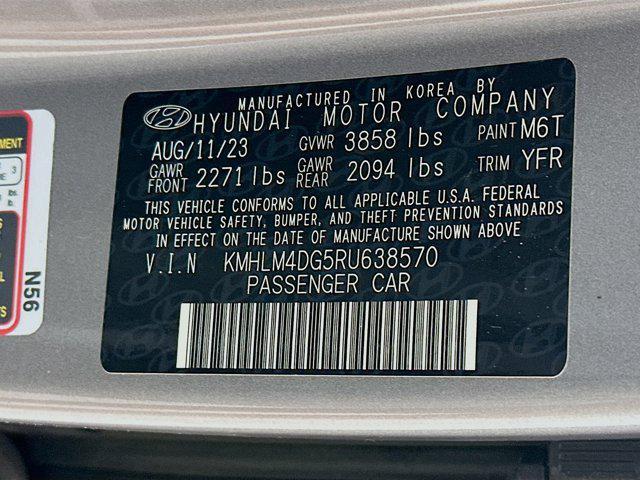 MANUFACTURED IN KOREA BY
HYUNDAI MOTOR COMPANY
AUG/11/23 GVWR 3858 lbs PAINT M6T
GAWR FRONT 2271 lbs GAWR REAR 2094 lbs TRIM YFR
THIS VEHICLE CONFORMS TO ALL APPLICABLE U.S.A. FEDERAL
MOTOR VEHICLE SAFETY, BUMPER, AND THEFT PREVENTION STANDARDS
IN EFFECT ON THE DATE OF MANUFACTURE SHOWN ABOVE
V.I.N KMHLM4DG5RU638570
PASSENGER CAR
N56
3
lbs.